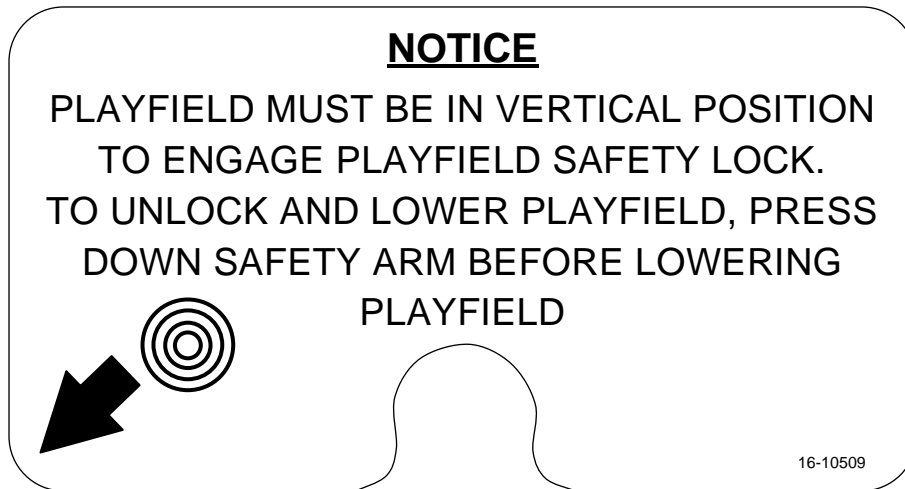 NOTICE
PLAYFIELD MUST BE IN VERTICAL POSITION
TO ENGAGE PLAYFIELD SAFETY LOCK.
TO UNLOCK AND LOWER PLAYFIELD, PRESS
DOWN SAFETY ARM BEFORE LOWERING
PLAYFIELD
16-10509